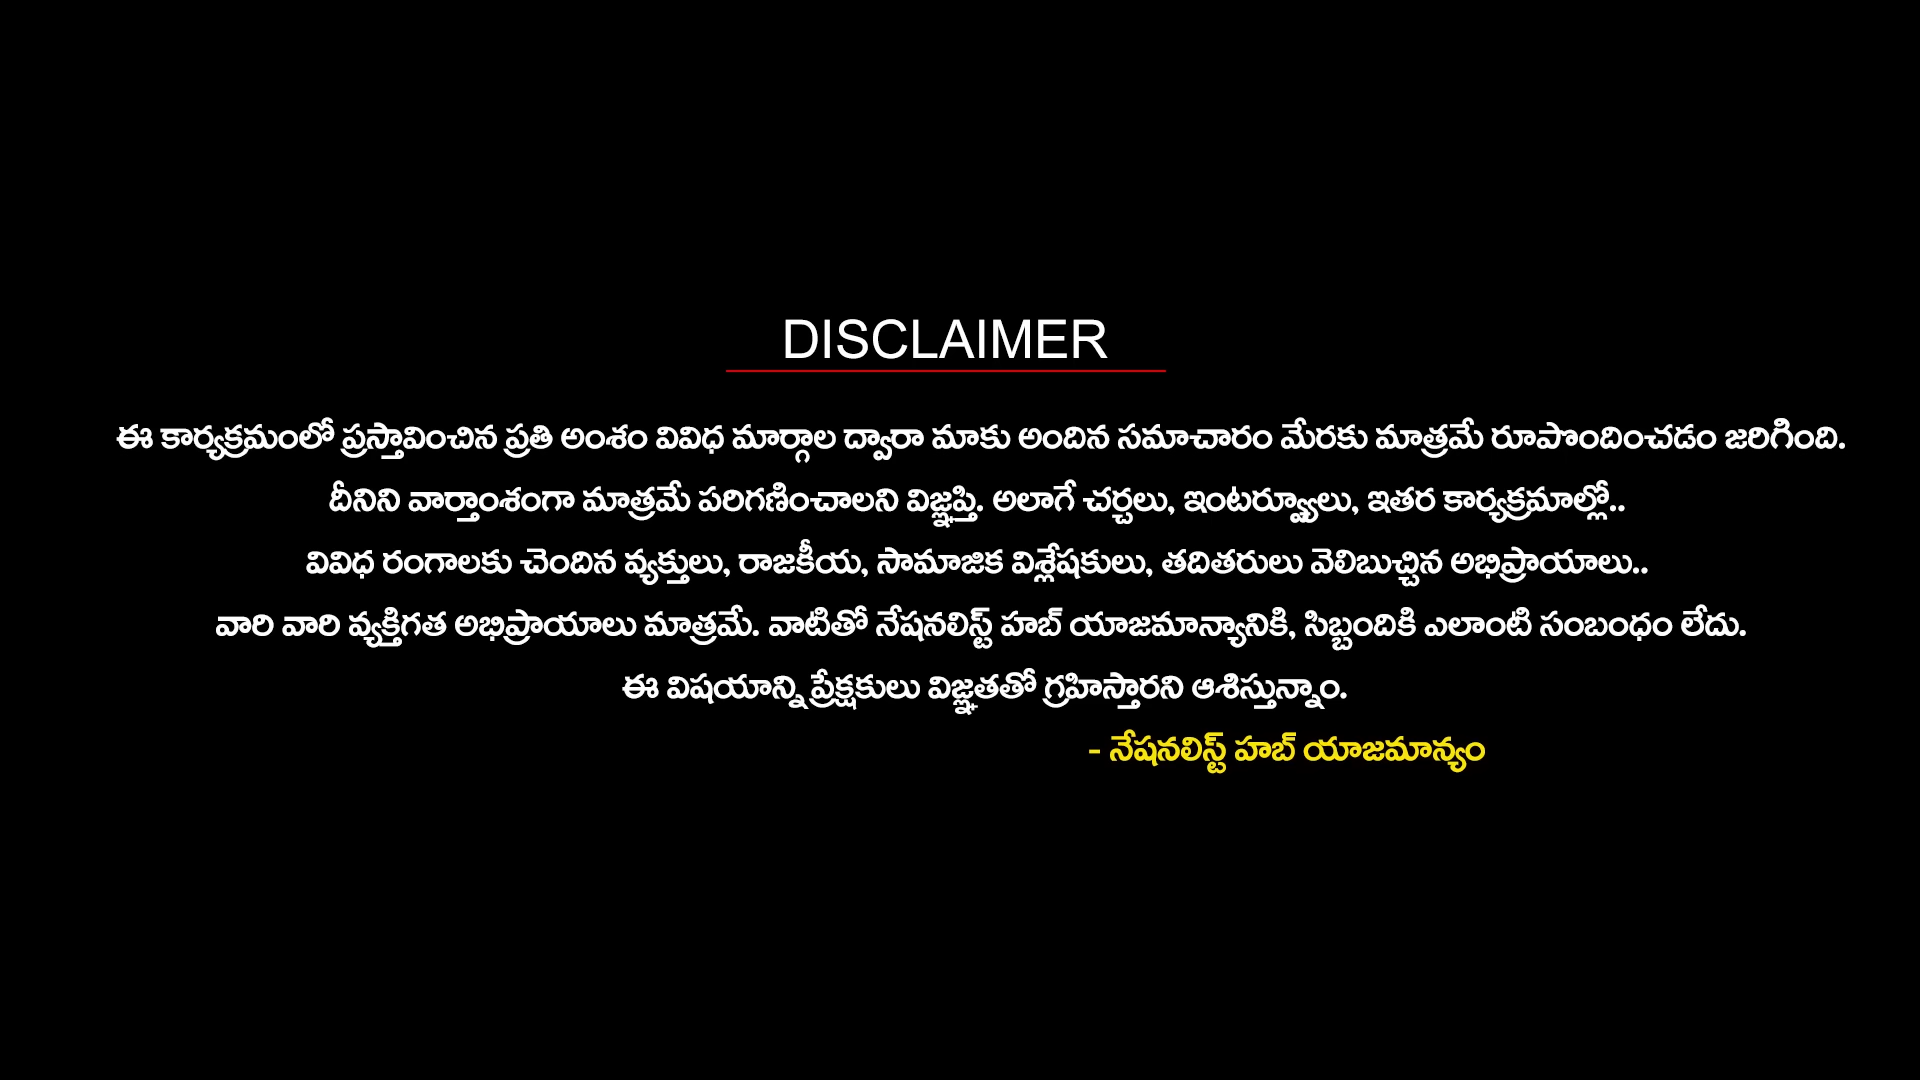 DISCLAIMER
ఈ కార్యక్రమంలో ప్రస్తావించిన ప్రతి అంశం వివిధ మార్గాల ద్వారా మాకు అందిన సమాచారం మేరకు మాత్రమే రూపొందించడం జరిగింది.
దీనిని వార్తాంశంగా మాత్రమే పరిగణించాలని విజ్ఞప్తి. అలాగే చర్చలు, ఇంటర్వ్యూలు, ఇతర కార్యక్రమాల్లో..
వివిధ రంగాలకు చెందిన వ్యక్తులు, రాజకీయ, సామాజిక విశ్లేషకులు, తదితరులు వెలిబుచ్చిన అభిప్రాయాలు..
వారి వారి వ్యక్తిగత అభిప్రాయాలు మాత్రమే. వాటితో నేషనలిస్ట్ హబ్ యాజమాన్యానికి, సిబ్బందికి ఎలాంటి సంబంధం లేదు.
ఈ విషయాన్ని ప్రేక్షకులు విజ్ఞతతో గ్రహిస్తారని ఆశిస్తున్నాం.
- నేషనలిస్ట్ హబ్ యాజమాన్యం